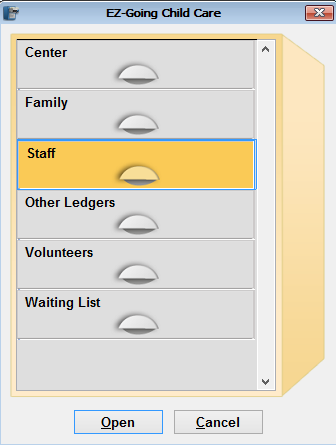 EZ-Going Child Care
Center
Family
Staff
Other Ledgers
Volunteers
Waiting List
Open
Cancel